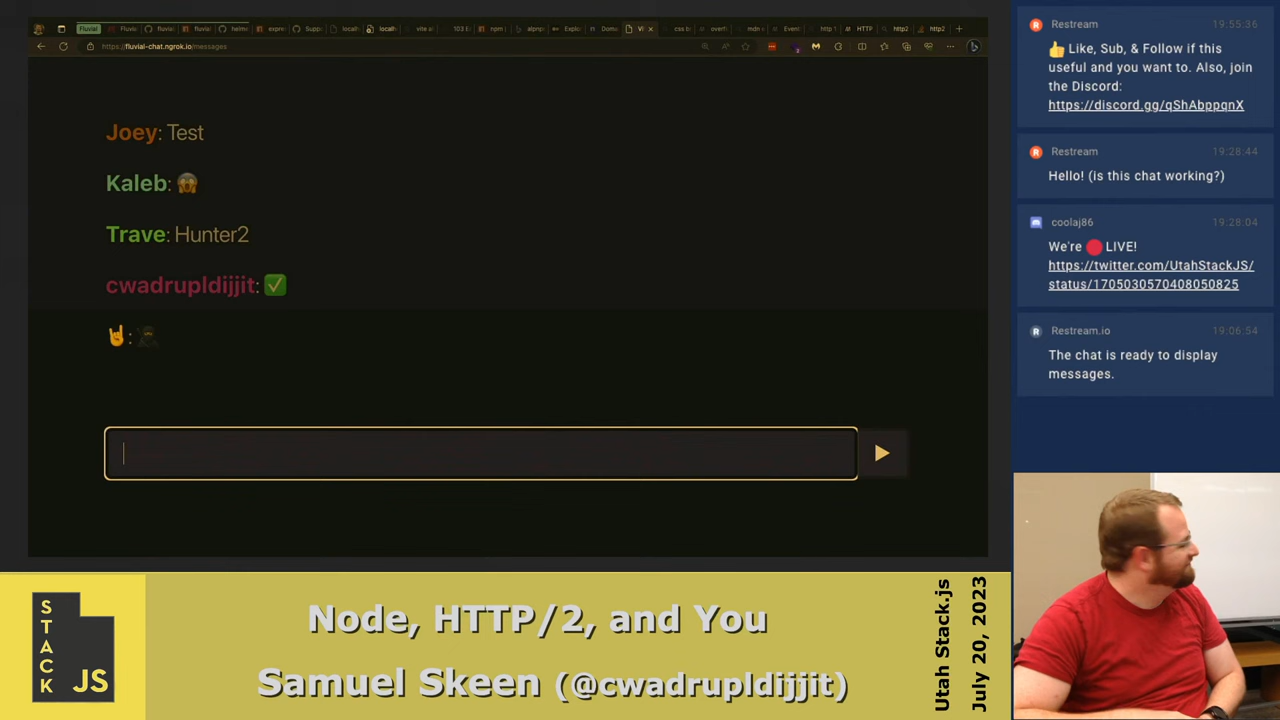 Fluvial
https://fluvial-chat.ngrok.io/messages
Joey: Test
Kaleb: 😱
Trave: Hunter2
cwadrupldijjit: ✅
🤘: 🥷
Restream 19:55:36
👍 Like, Sub, & Follow if this
useful and you want to. Also, join
the Discord:
https://discord.gg/qShAbppqnX
Restream 19:28:44
Hello! (is this chat working?)
coolaj86 19:28:04
We're 🔴 LIVE!
https://twitter.com/UtahStackJS/
status/1705030570408050825
Restream.io 19:06:54
The chat is ready to display
messages.
STACK
JS
Node, HTTP/2, and You
Samuel Skeen (@cwadrupldijjit)
Utah Stack.js
July 20, 2023